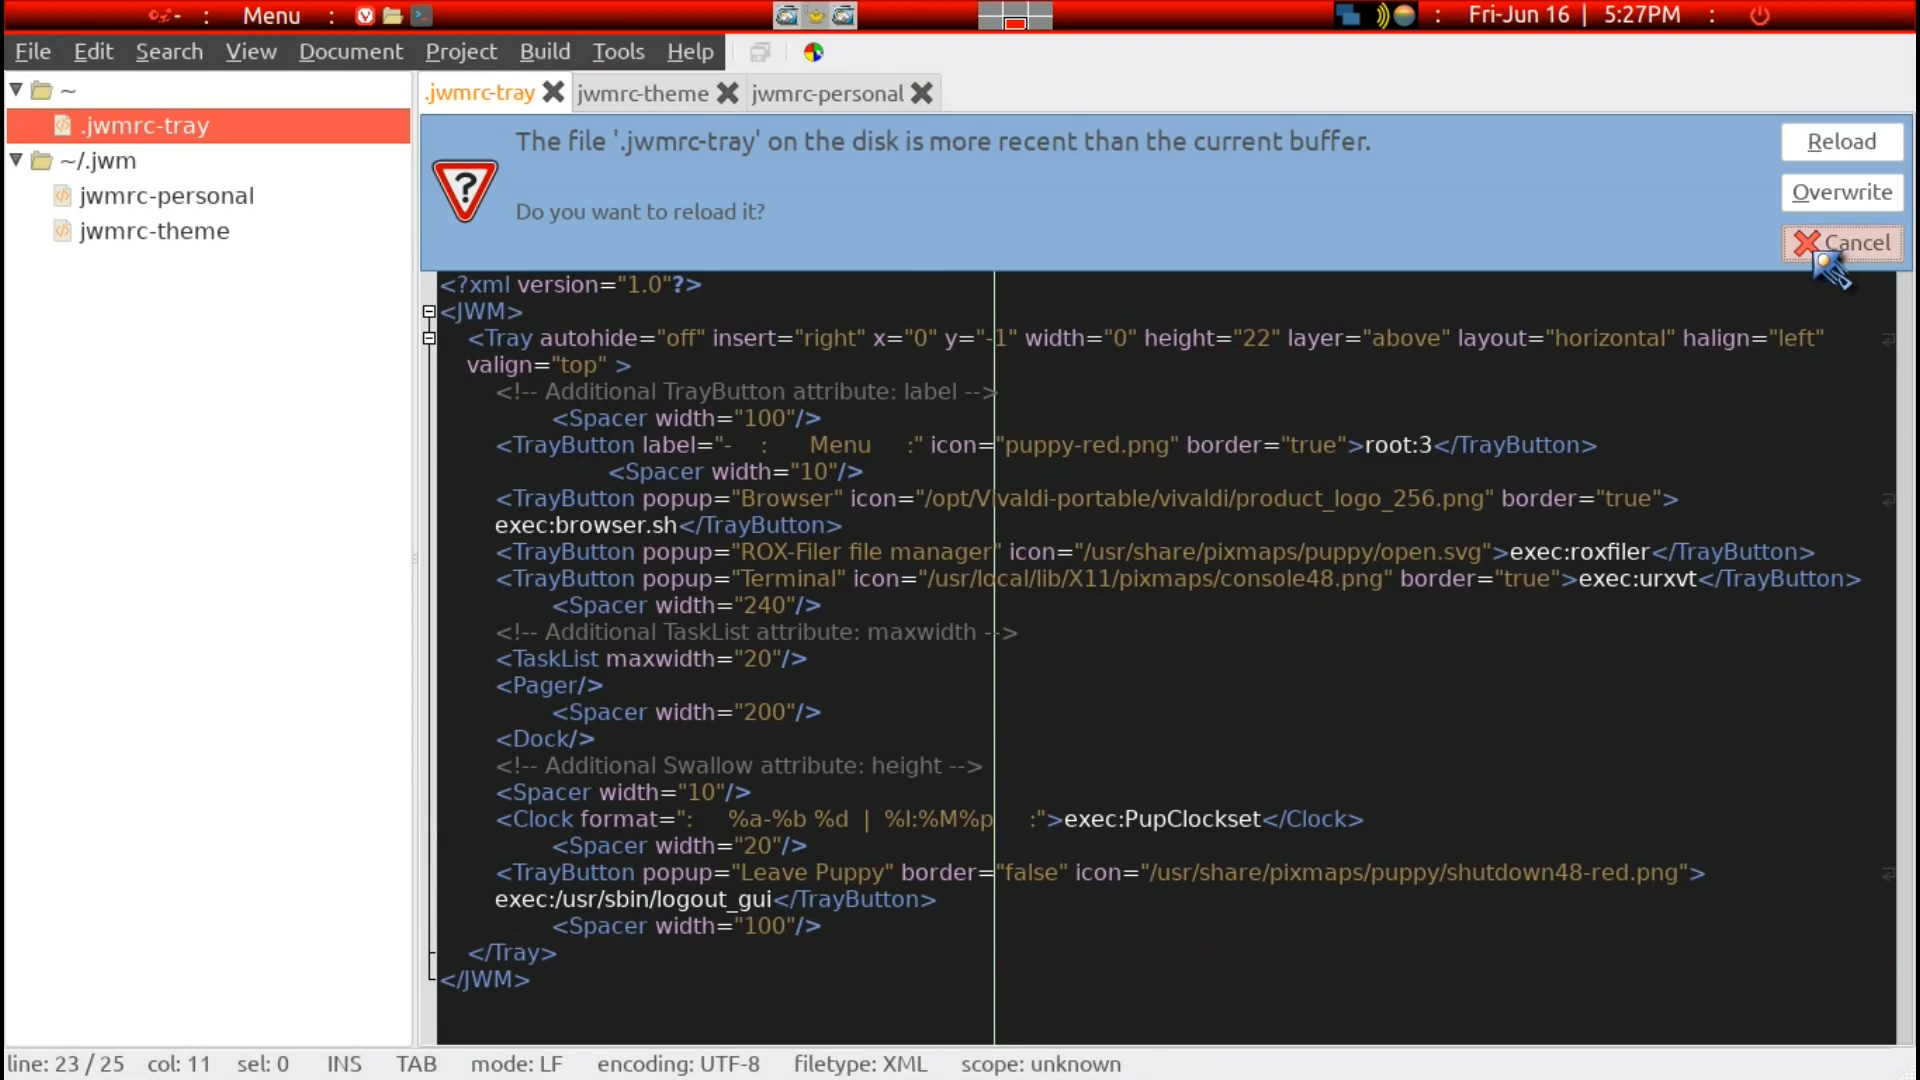 - : Menu :
: Fri-Jun 16 | 5:27PM :
File Edit Search View Document Project Build Tools Help
~
.jwmrc-tray
~/.jwm
jwmrc-personal
jwmrc-theme
.jwmrc-tray jwmrc-theme jwmrc-personal
The file '.jwmrc-tray' on the disk is more recent than the current buffer.
Do you want to reload it?
Reload
Overwrite
Cancel
<?xml version="1.0"?>
<JWM>
<Tray autohide="off" insert="right" x="0" y="-1" width="0" height="22" layer="above" layout="horizontal" halign="left"
valign="top" >
<!-- Additional TrayButton attribute: label -->
<Spacer width="100"/>
<TrayButton label="-    :      Menu     :" icon="puppy-red.png" border="true">root:3</TrayButton>
<Spacer width="10"/>
<TrayButton popup="Browser" icon="/opt/Vivaldi-portable/vivaldi/product_logo_256.png" border="true">
exec:browser.sh</TrayButton>
<TrayButton popup="ROX-Filer file manager" icon="/usr/share/pixmaps/puppy/open.svg">exec:roxfiler</TrayButton>
<TrayButton popup="Terminal" icon="/usr/local/lib/X11/pixmaps/console48.png" border="true">exec:urxvt</TrayButton>
<Spacer width="240"/>
<!-- Additional TaskList attribute: maxwidth -->
<TaskList maxwidth="20"/>
<Pager/>
<Spacer width="200"/>
<Dock/>
<!-- Additional Swallow attribute: height -->
<Spacer width="10"/>
<Clock format=":     %a-%b %d  |  %l:%M%p     :">exec:PupClockset</Clock>
<Spacer width="20"/>
<TrayButton popup="Leave Puppy" border="false" icon="/usr/share/pixmaps/puppy/shutdown48-red.png">
exec:/usr/sbin/logout_gui</TrayButton>
<Spacer width="100"/>
</Tray>
</JWM>
line: 23 / 25 col: 11 sel: 0 INS TAB mode: LF encoding: UTF-8 filetype: XML scope: unknown